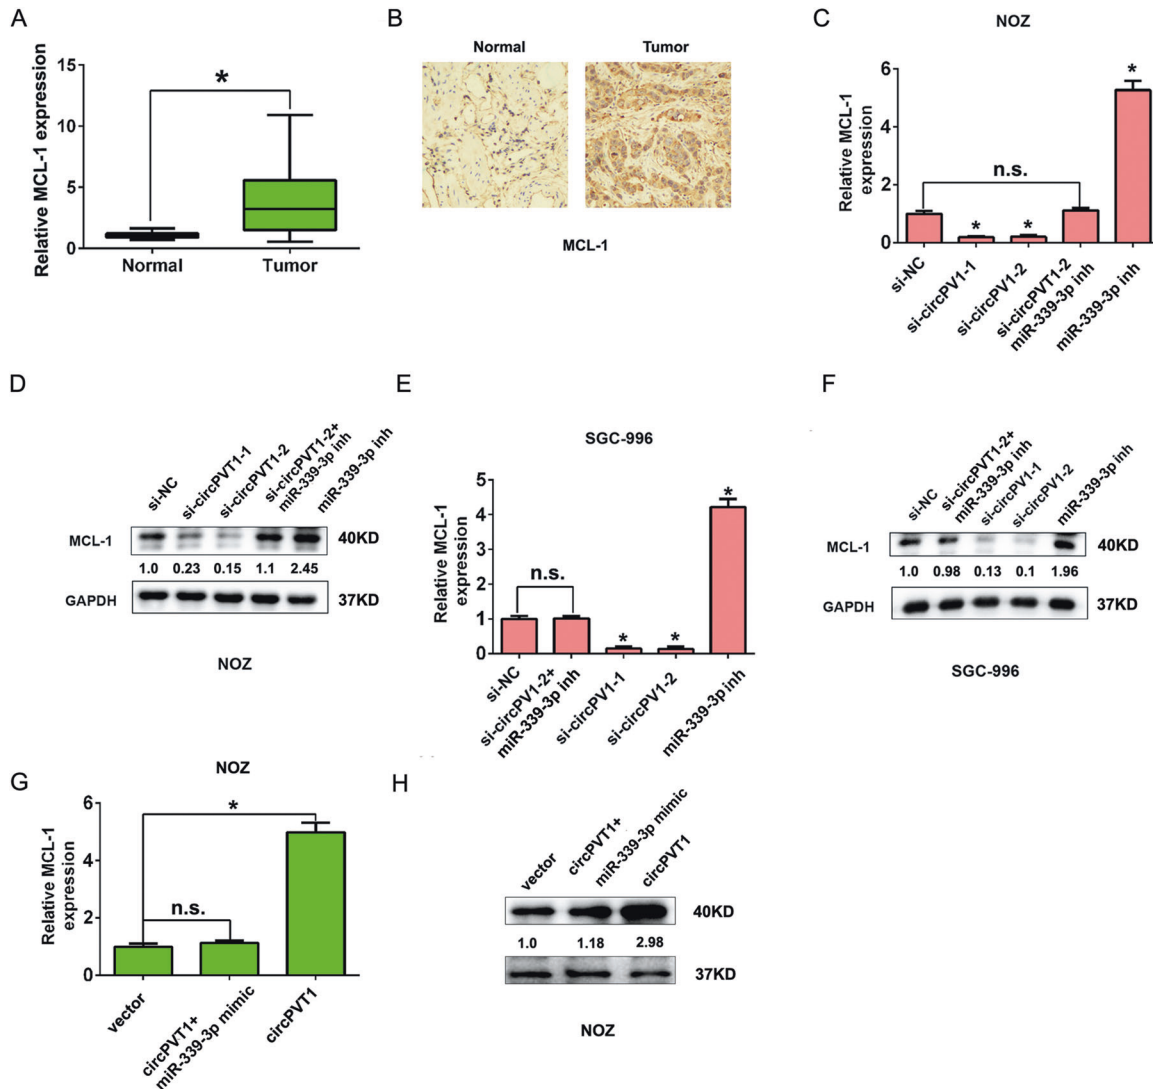 A
Relative MCL-1 expression
15
10
5
0
*
Normal
Tumor
B
Normal
Tumor
MCL-1
C
NOZ
Relative MCL-1
expression
6
4
2
0
n.s.
*
*
*
si-NC
si-circPV1-1
si-circPV1-2
si-circPVT1-2
miR-339-3p inh
miR-339-3p inh
D
si-NC
si-circPVT1-1
si-circPVT1-2
si-circPVT1-2+
miR-339-3p inh
miR-339-3p inh
MCL-1
40KD
1.0 0.23 0.15 1.1 2.45
GAPDH
37KD
NOZ
E
SGC-996
Relative MCL-1
expression
5
4
3
2
1
0
n.s.
*
*
*
si-NC
si-circPV1-2+
miR-339-3p inh
si-circPV1-1
si-circPV1-2
miR-339-3p inh
F
si-NC
si-circPVT1-2+
miR-339-3p inh
si-circPV1-1
si-circPV1-2
miR-339-3p inh
MCL-1
40KD
1.0 0.98 0.13 0.1 1.96
GAPDH
37KD
SGC-996
G
NOZ
Relative MCL-1
expression
6
4
2
0
*
n.s.
vector
circPVT1+
miR-339-3p mimic
circPVT1
H
vector
circPVT1+
miR-339-3p mimic
circPVT1
40KD
1.0 1.18 2.98
37KD
NOZ